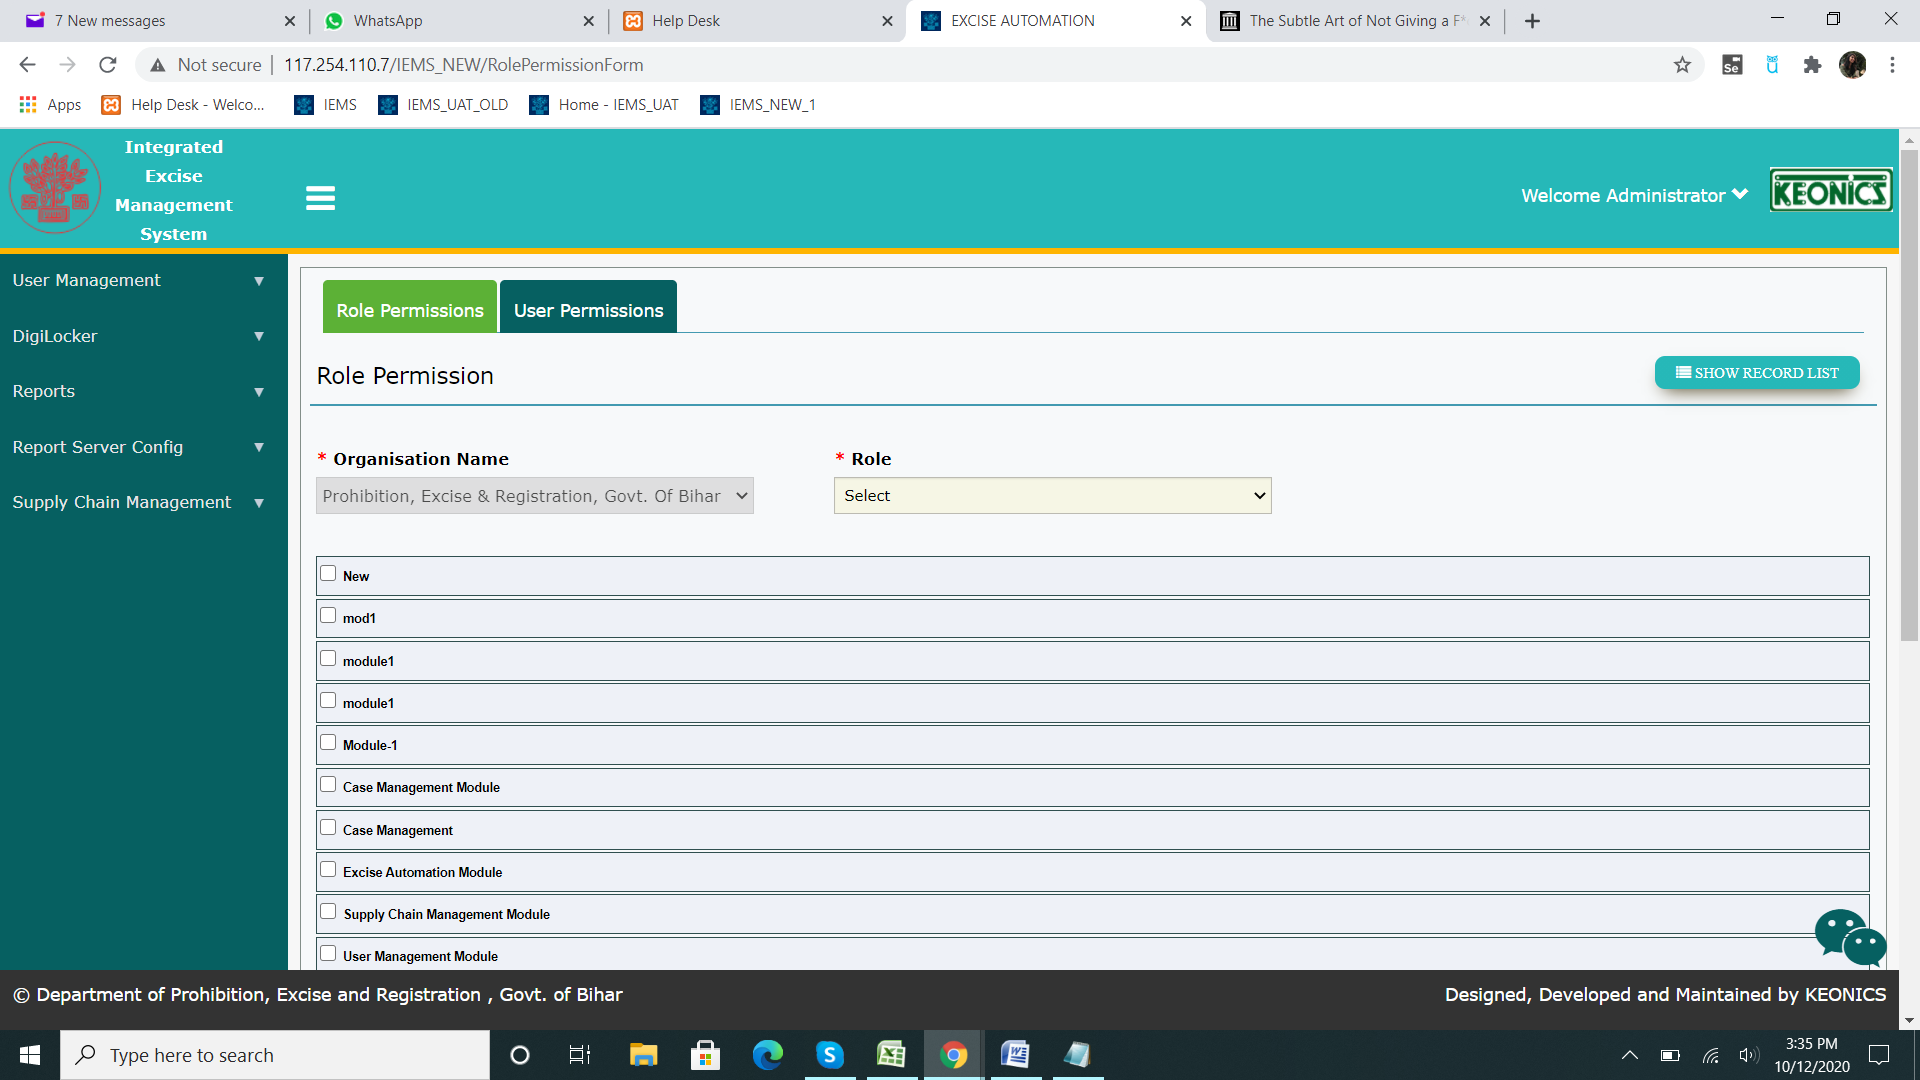 7 New messages
WhatsApp
Help Desk
EXCISE AUTOMATION
The Subtle Art of Not Giving a F*
Not secure
117.254.110.7/IEMS_NEW/RolePermissionForm
Se
Apps
Help Desk - Welco...
IEMS
IEMS_UAT_OLD
Home - IEMS_UAT
IEMS_NEW_1
Integrated
Excise
Management
System
Welcome Administrator
KEONICS
User Management
DigiLocker
Reports
Report Server Config
Supply Chain Management
Role Permissions
User Permissions
Role Permission
SHOW RECORD LIST
* Organisation Name
* Role
Prohibition, Excise & Registration, Govt. Of Bihar
Select
New
mod1
module1
module1
Module-1
Case Management Module
Case Management
Excise Automation Module
Supply Chain Management Module
User Management Module
© Department of Prohibition, Excise and Registration , Govt. of Bihar
Designed, Developed and Maintained by KEONICS
Type here to search
3:35 PM
10/12/2020